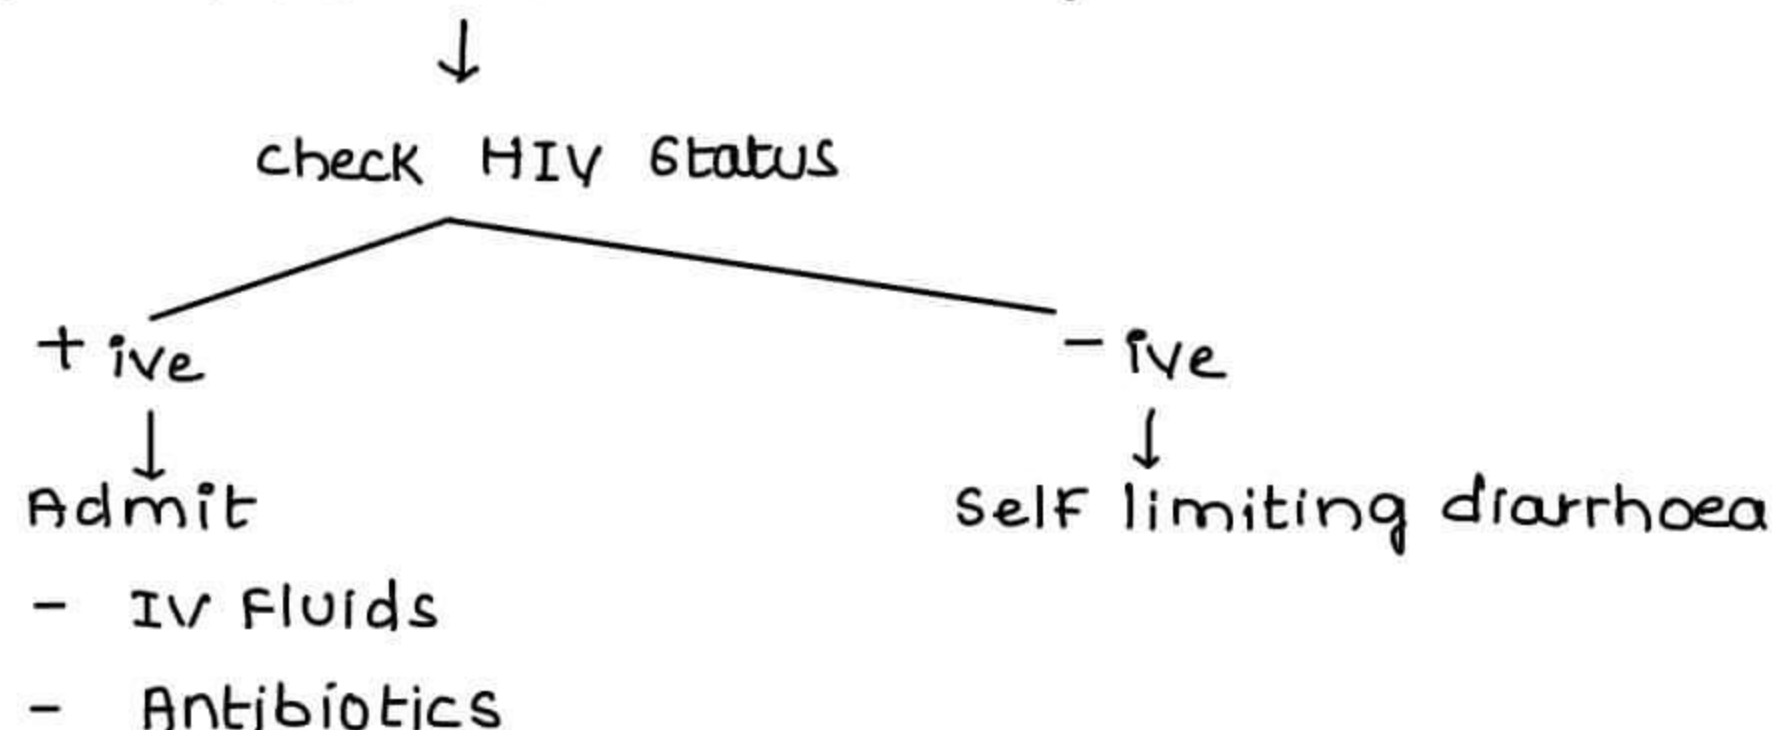 ↓
check HIV Status
+ ive - ive
↓ ↓
Admit Self limiting diarrhoea
- IV Fluids
- Antibiotics